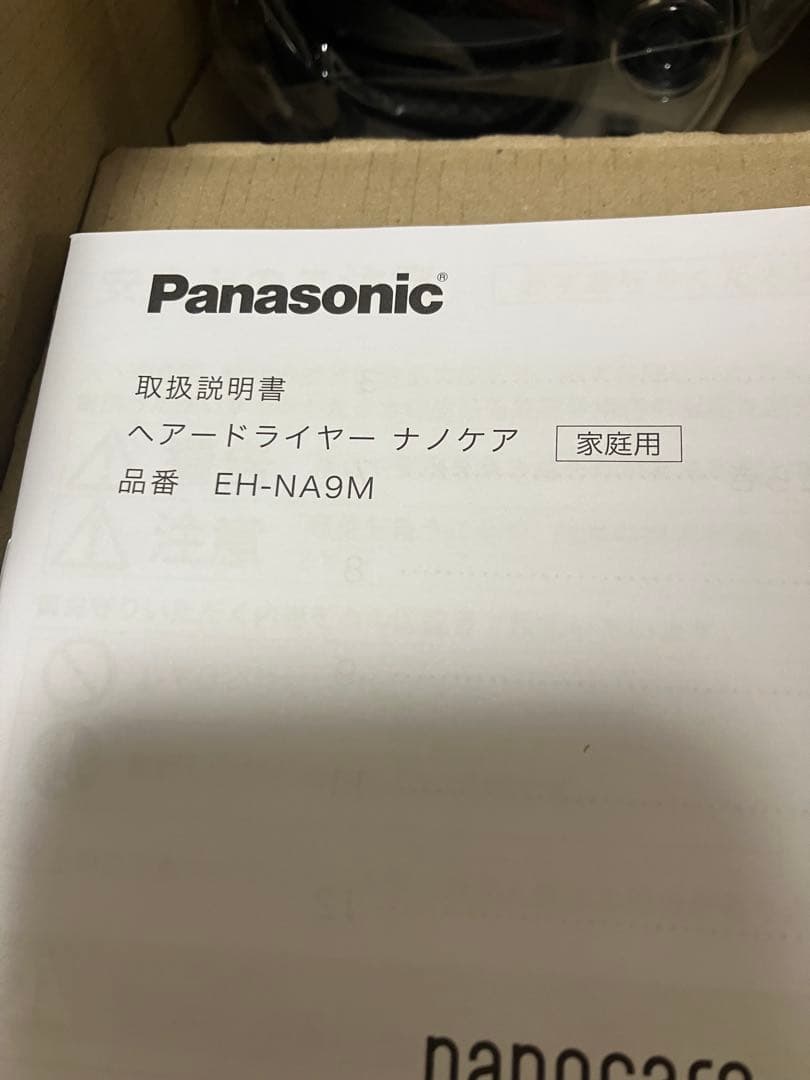 Panasonic®
取扱説明書
ヘアードライヤー ナノケア 家庭用
品番 EH-NA9M
nanocare